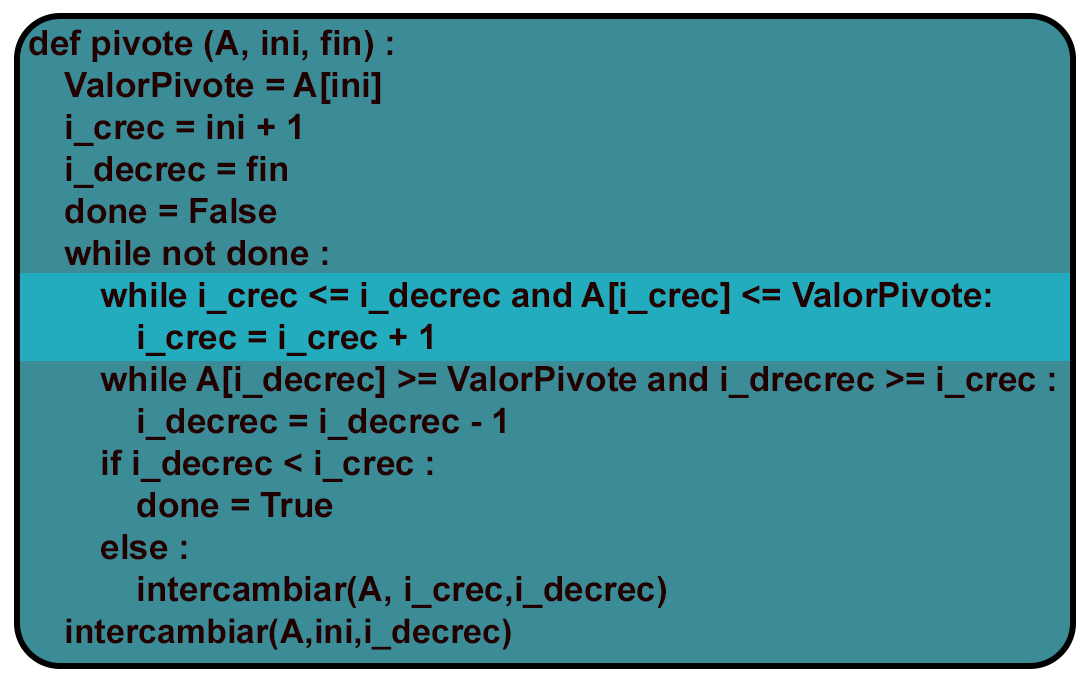 def pivote (A, ini, fin) :
ValorPivote = A[ini]
i_crec = ini + 1
i_decrec = fin
done = False
while not done :
while i_crec <= i_decrec and A[i_crec] <= ValorPivote:
i_crec = i_crec + 1
while A[i_decrec] >= ValorPivote and i_drecrec >= i_crec :
i_decrec = i_decrec - 1
if i_decrec < i_crec :
done = True
else :
intercambiar(A, i_crec,i_decrec)
intercambiar(A,ini,i_decrec)